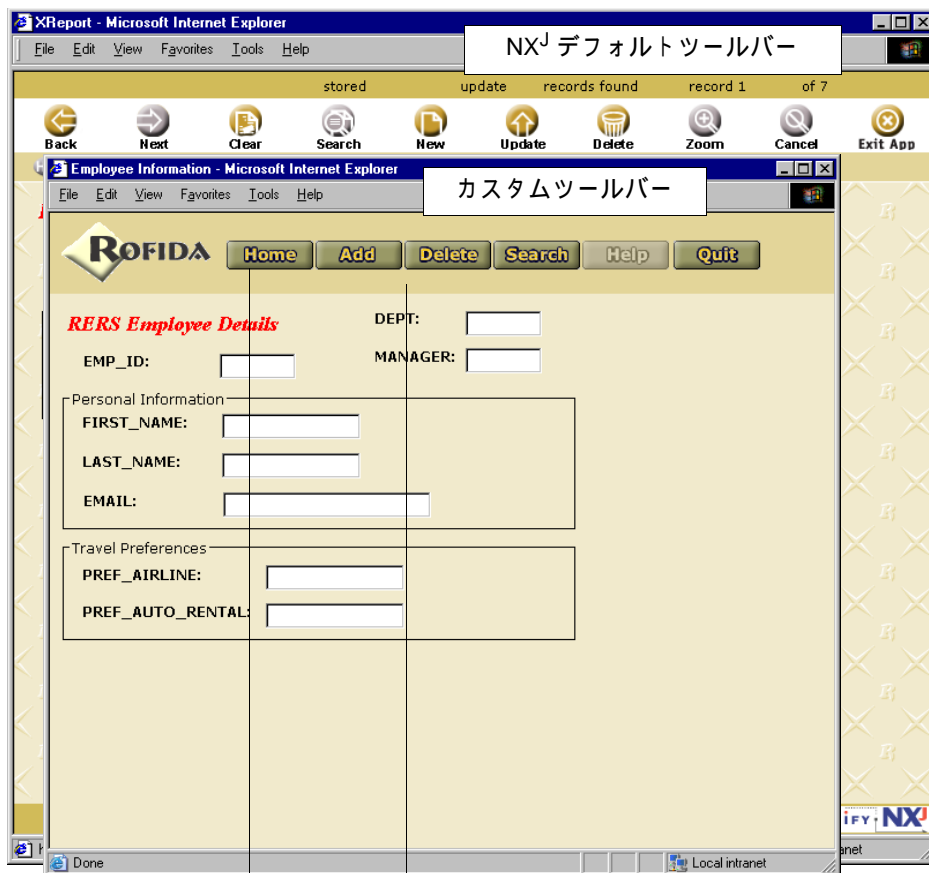 XReport - Microsoft Internet Explorer
File Edit View Favorites Tools Help
NXJ デフォルトツールバー
stored update records found record 1 of 7
Back Next Clear Search New Update Delete Zoom Cancel Exit App
Employee Information - Microsoft Internet Explorer
File Edit View Favorites Tools Help
カスタムツールバー
ROFIDA Home Add Delete Search Help Quit
RERS Employee Details
DEPT:
EMP_ID:
MANAGER:
Personal Information
FIRST_NAME:
LAST_NAME:
EMAIL:
Travel Preferences
PREF_AIRLINE:
PREF_AUTO_RENTAL:
iFY NXJ
Done Local intranet
anet